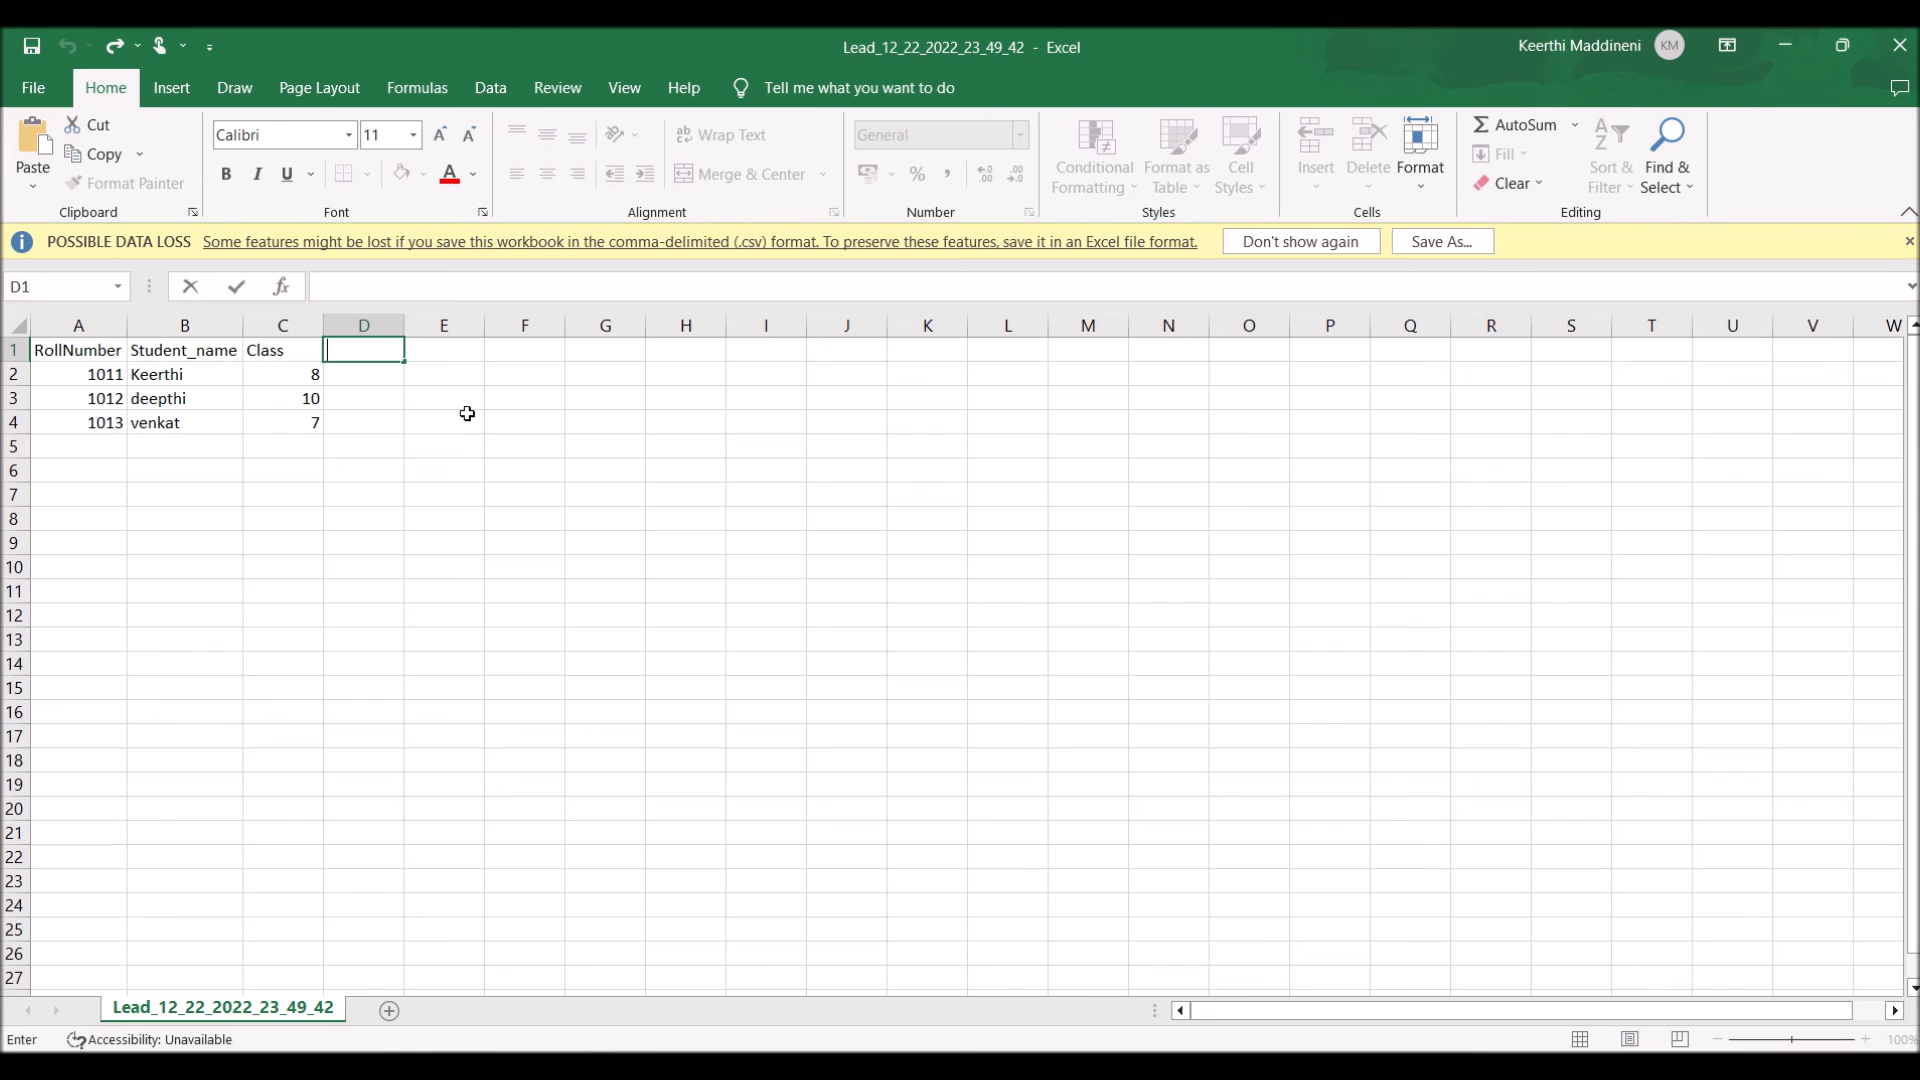 Lead_12_22_2022_23_49_42 - Excel
Keerthi Maddineni KM
File Home Insert Draw Page Layout Formulas Data Review View Help Tell me what you want to do
Paste
Cut
Copy
Format Painter
Clipboard
Calibri 11 A A
B I U A
Font
ab Wrap Text
Merge & Center
Alignment
General
% , .00
Number
Conditional Formatting
Format as Table
Cell Styles
Styles
Insert Delete Format
Cells
AutoSum
Fill
Clear
Sort & Filter
Find & Select
Editing
POSSIBLE DATA LOSS Some features might be lost if you save this workbook in the comma-delimited (.csv) format. To preserve these features, save it in an Excel file format. Don't show again Save As...
D1 fx
A B C D E F G H I J K L M N O P Q R S T U V W
1 RollNumber Student_name Class
2 1011 Keerthi 8
3 1012 deepthi 10
4 1013 venkat 7
5
6
7
8
9
10
11
12
13
14
15
16
17
18
19
20
21
22
23
24
25
26
27
Lead_12_22_2022_23_49_42
Enter Accessibility: Unavailable 100%